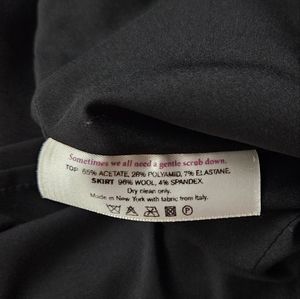 Sometimes we all need a gentle scrub down.
TOP: 65% ACETATE, 28% POLYAMID, 7% ELASTANE,
SKIRT 96% WOOL, 4% SPANDEX.
Dry clean only.
Made in New York with fabric from Italy.